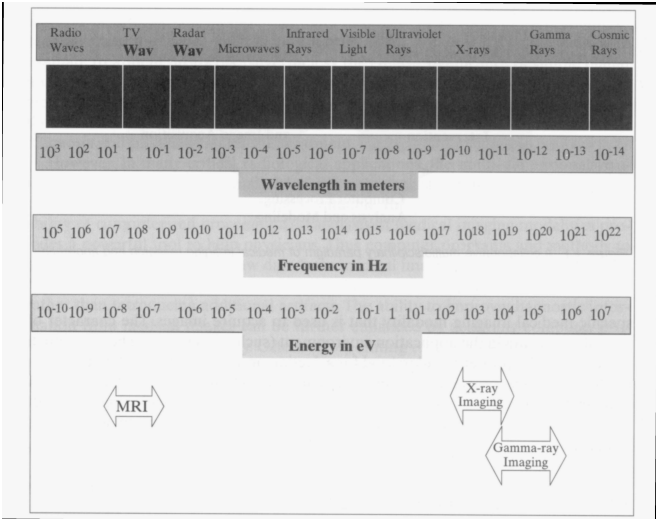 Radio TV Radar Infrared Visible Ultraviolet Gamma Cosmic
Waves Wav Wav Microwaves Rays Light Rays X-rays Rays Rays
10³ 10² 10¹ 1 10⁻¹ 10⁻² 10⁻³ 10⁻⁴ 10⁻⁵ 10⁻⁶ 10⁻⁷ 10⁻⁸ 10⁻⁹ 10⁻¹⁰ 10⁻¹¹ 10⁻¹² 10⁻¹³ 10⁻¹⁴
Wavelength in meters
10⁵ 10⁶ 10⁷ 10⁸ 10⁹ 10¹⁰ 10¹¹ 10¹² 10¹³ 10¹⁴ 10¹⁵ 10¹⁶ 10¹⁷ 10¹⁸ 10¹⁹ 10²⁰ 10²¹ 10²²
Frequency in Hz
10⁻¹⁰ 10⁻⁹ 10⁻⁸ 10⁻⁷ 10⁻⁶ 10⁻⁵ 10⁻⁴ 10⁻³ 10⁻² 10⁻¹ 1 10¹ 10² 10³ 10⁴ 10⁵ 10⁶ 10⁷
Energy in eV
MRI
X-ray
Imaging
Gamma-ray
Imaging